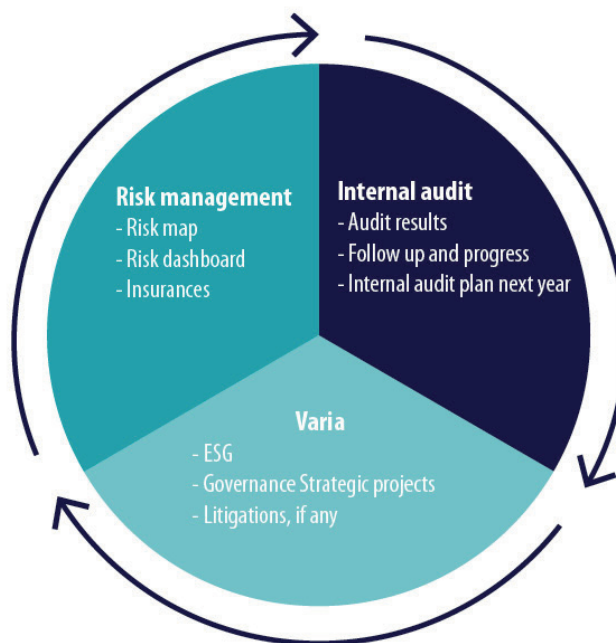 Risk management
- Risk map
- Risk dashboard
- Insurances
Internal audit
- Audit results
- Follow up and progress
- Internal audit plan next year
Varia
- ESG
- Governance Strategic projects
- Litigations, if any